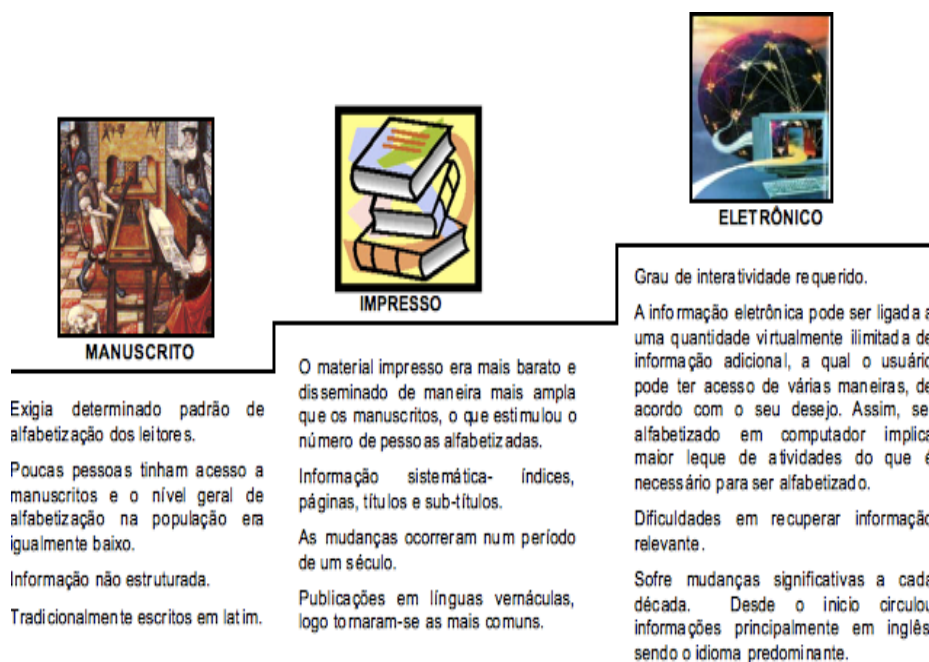 MANUSCRITO
Exigia determinado padrão de
alfabetização dos leitores.
Poucas pessoas tinham acesso a
manuscritos e o nível geral de
alfabetização na população era
igualmente baixo.
Informação não estruturada.
Tradicionalmente escritos em latim.
IMPRESSO
O material impresso era mais barato e
disseminado de maneira mais ampla
que os manuscritos, o que estimulou o
número de pessoas alfabetizadas.
Informação sistemática- índices,
páginas, títulos e sub-títulos.
As mudanças ocorreram num período
de um século.
Publicações em línguas vernáculas,
logo tornaram-se as mais comuns.
ELETRÔNICO
Grau de interatividade requerido.
A informação eletrônica pode ser ligada a
uma quantidade virtualmente ilimitada de
informação adicional, a qual o usuário
pode ter acesso de várias maneiras, de
acordo com o seu desejo. Assim, se
alfabetizado em computador implica
maior leque de atividades do que é
necessário para ser alfabetizado.
Dificuldades em recuperar informação
relevante.
Sofre mudanças significativas a cada
década. Desde o inicio circulou
informações principalmente em inglês
sendo o idioma predominante.